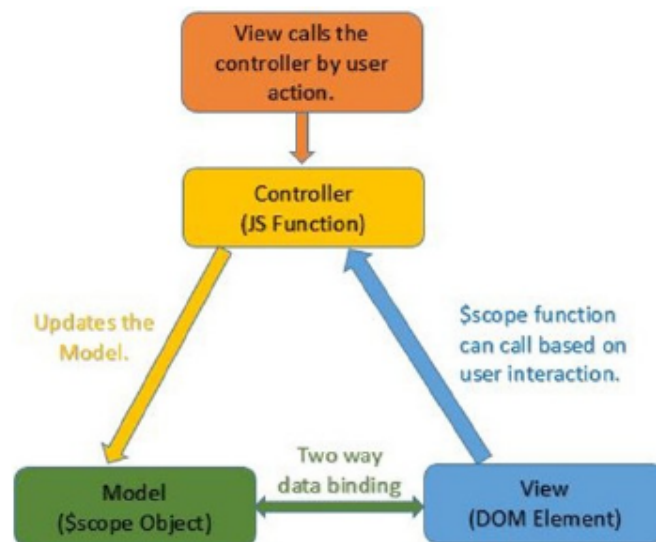 View calls the
controller by user
action.
Controller
(JS Function)
Updates the
Model.
$scope function
can call based on
user interaction.
Two way
data binding
Model
($scope Object)
View
(DOM Element)